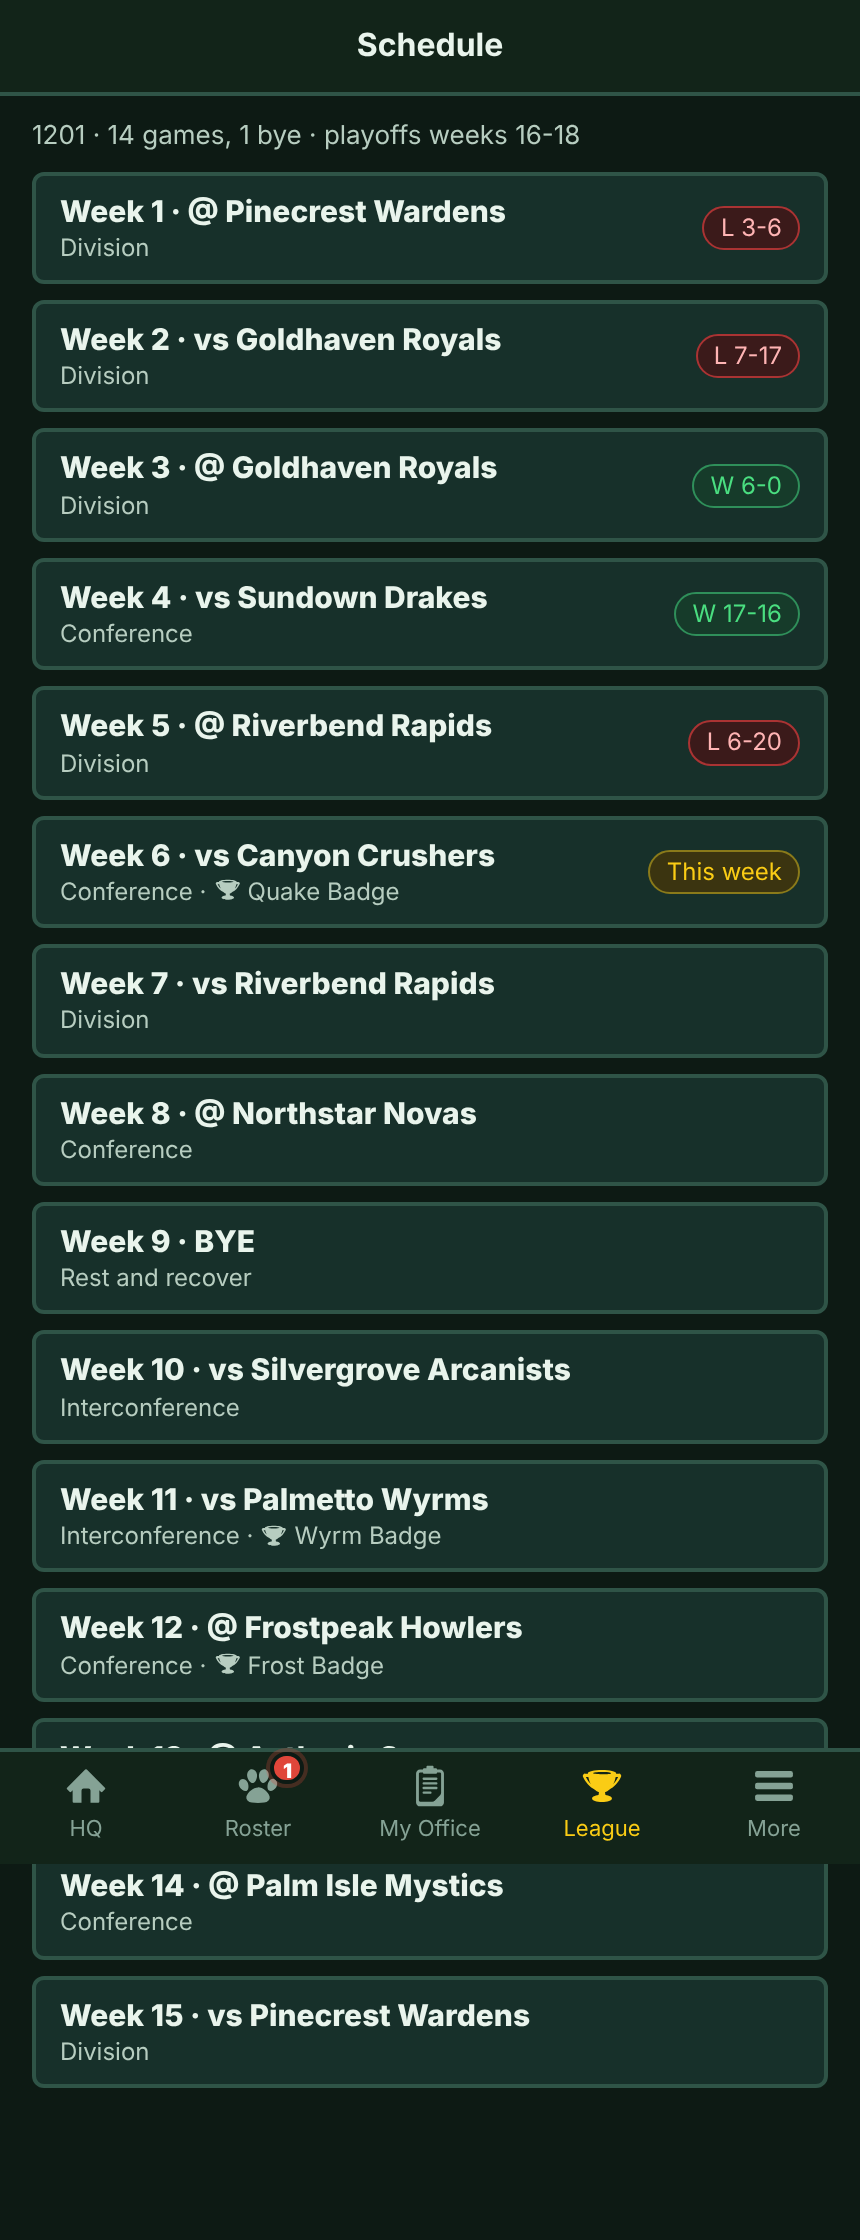 Schedule
1201 · 14 games, 1 bye · playoffs weeks 16-18
Week 1 · @ Pinecrest Wardens
Division
L 3-6
Week 2 · vs Goldhaven Royals
Division
L 7-17
Week 3 · @ Goldhaven Royals
Division
W 6-0
Week 4 · vs Sundown Drakes
Conference
W 17-16
Week 5 · @ Riverbend Rapids
Division
L 6-20
Week 6 · vs Canyon Crushers
Conference · 🏆 Quake Badge
This week
Week 7 · vs Riverbend Rapids
Division
Week 8 · @ Northstar Novas
Conference
Week 9 · BYE
Rest and recover
Week 10 · vs Silvergrove Arcanists
Interconference
Week 11 · vs Palmetto Wyrms
Interconference · 🏆 Wyrm Badge
Week 12 · @ Frostpeak Howlers
Conference · 🏆 Frost Badge
1
HQ
Roster
My Office
League
More
Week 14 · @ Palm Isle Mystics
Conference
Week 15 · vs Pinecrest Wardens
Division